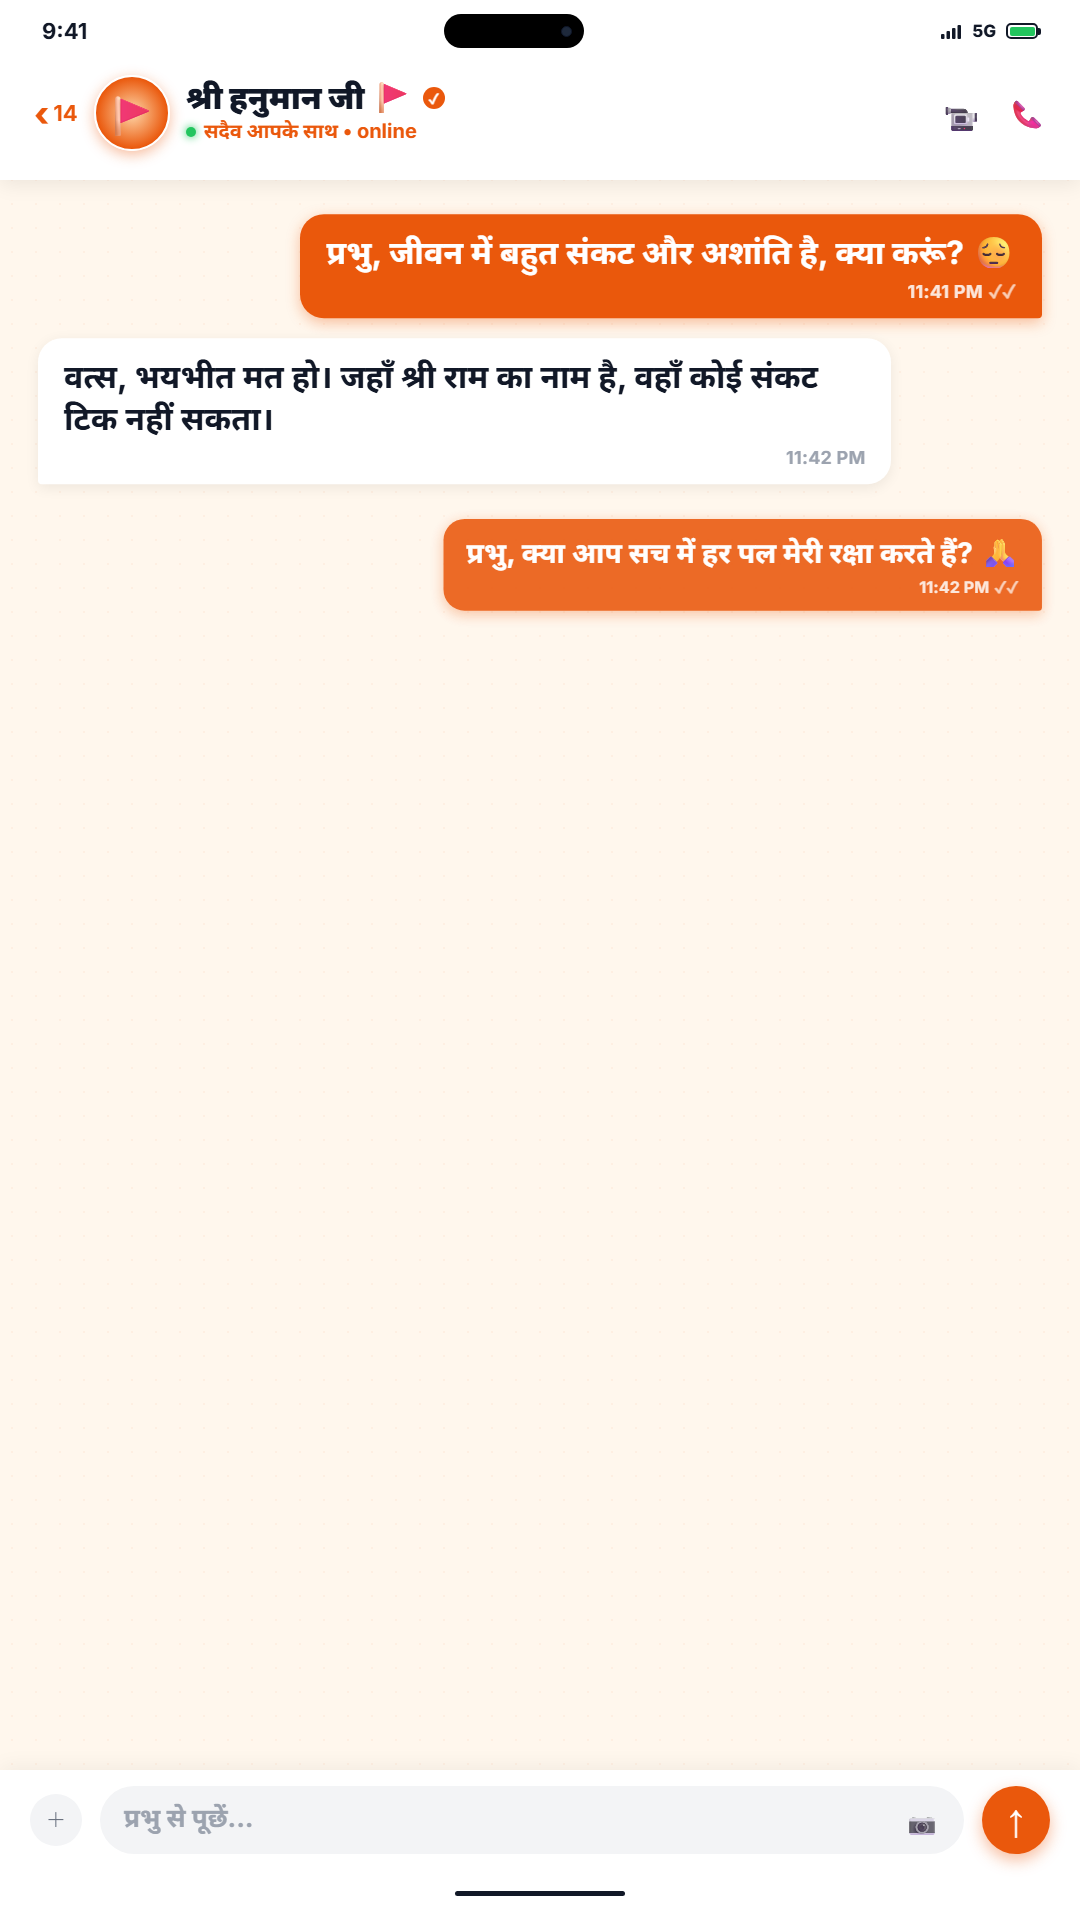 9:41
5G
14
श्री हनुमान जी 🚩
सदैव आपके साथ • online
प्रभु, जीवन में बहुत संकट और अशांति है, क्या करूं? 😔
11:41 PM ✓✓
वत्स, भयभीत मत हो। जहाँ श्री राम का नाम है, वहाँ कोई संकट
टिक नहीं सकता।
11:42 PM
प्रभु, क्या आप सच में हर पल मेरी रक्षा करते हैं? 🙏
11:42 PM ✓✓
प्रभु से पूछें...